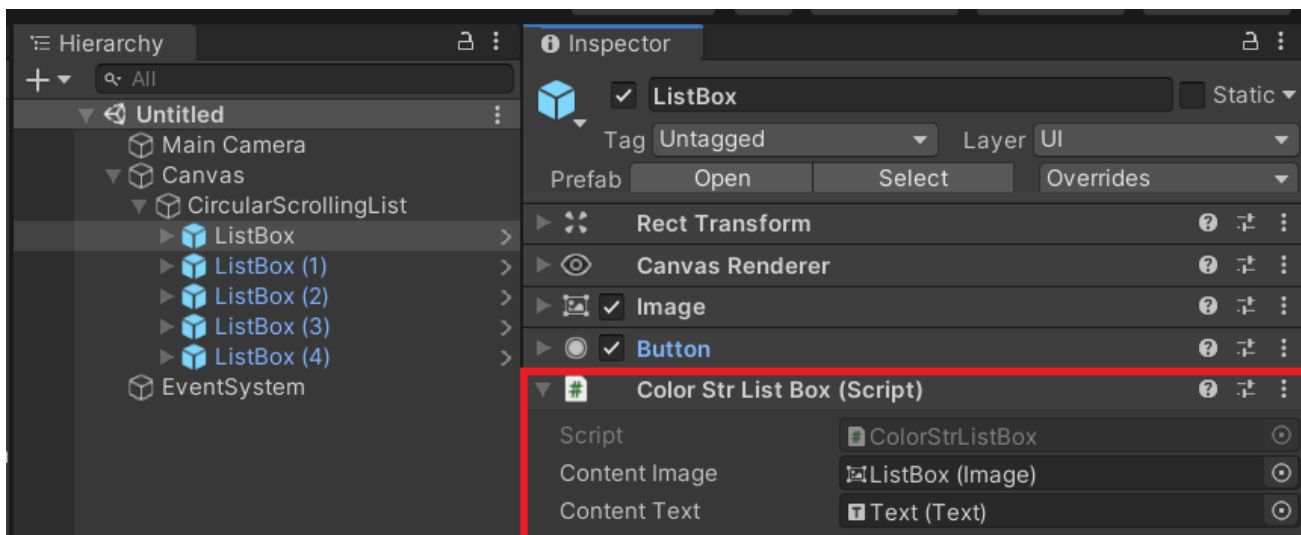 Hierarchy
All
Untitled
Main Camera
Canvas
CircularScrollingList
ListBox
ListBox (1)
ListBox (2)
ListBox (3)
ListBox (4)
EventSystem
Inspector
ListBox
Static
Tag Untagged Layer UI
Prefab Open Select Overrides
Rect Transform
Canvas Renderer
Image
Button
# Color Str List Box (Script)
Script # ColorStrListBox
Content Image ListBox (Image)
Content Text T Text (Text)